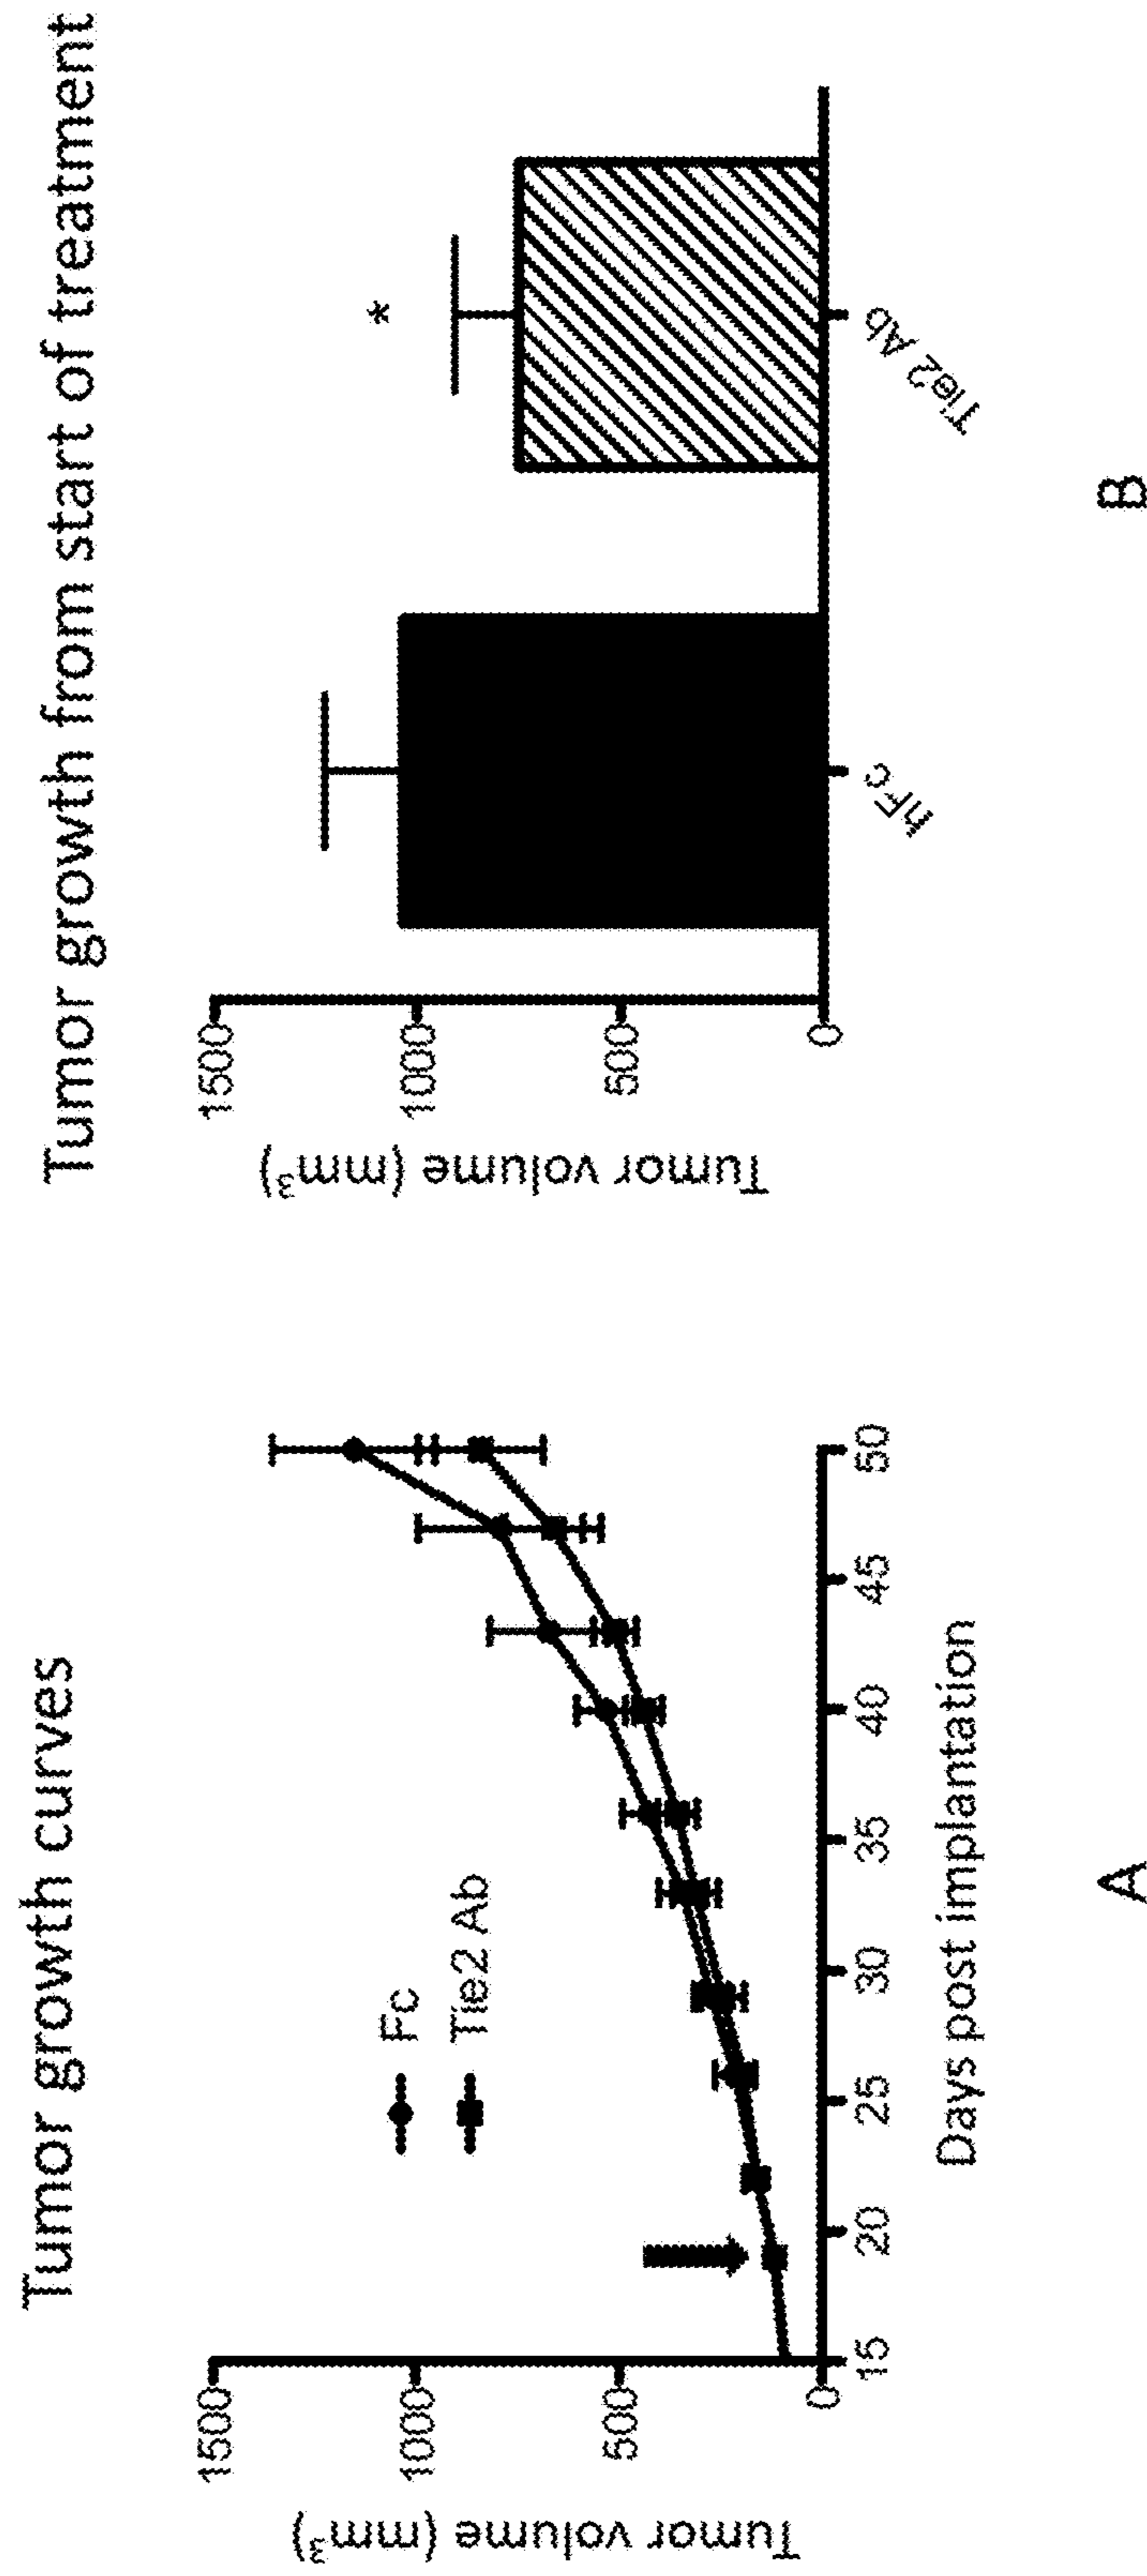 Tumor growth curves
Tumor volume (mm³)
1500
1000
500
0
Fc
Tie2 Ab
15
20
25
30
35
40
45
50
Days post implantation
A
Tumor growth from start of treatment
Tumor volume (mm³)
1500
1000
500
0
*
hFc
Tie2 Ab
B